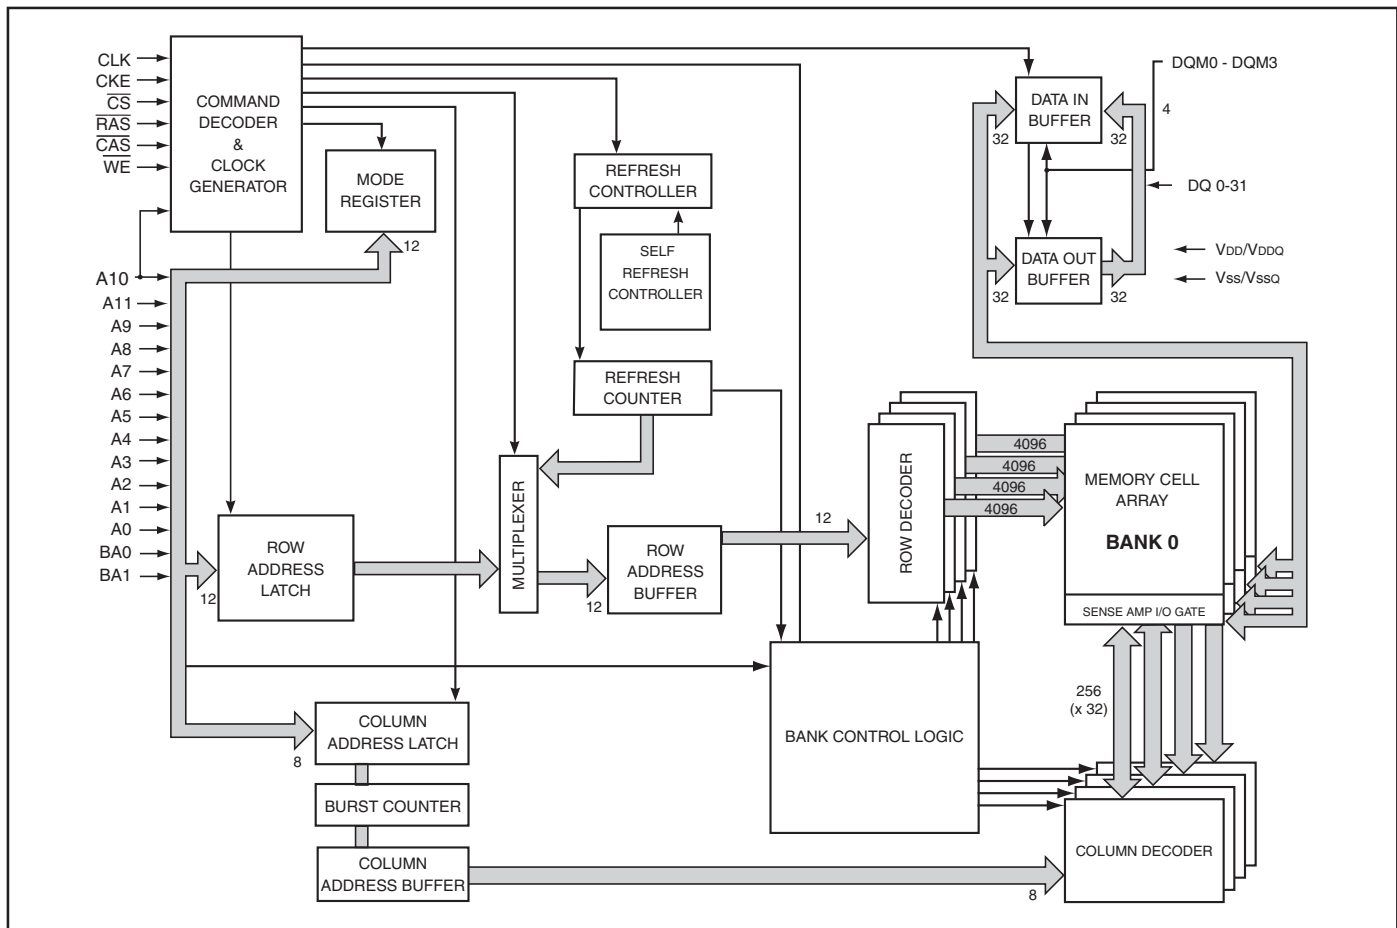 CLK
CKE
C̅S̅
R̅A̅S̅
C̅A̅S̅
W̅E̅
A10
A11
A9
A8
A7
A6
A5
A4
A3
A2
A1
A0
BA0
BA1
COMMAND
DECODER
&
CLOCK
GENERATOR
MODE
REGISTER
12
REFRESH
CONTROLLER
SELF
REFRESH
CONTROLLER
REFRESH
COUNTER
DATA IN
BUFFER
32
32
DQM0 - DQM3
4
DQ 0-31
DATA OUT
BUFFER
32
32
VDD/VDDQ
Vss/VssQ
ROW
ADDRESS
LATCH
12
MULTIPLEXER
12
ROW
ADDRESS
BUFFER
12
ROW DECODER
4096
4096
4096
4096
MEMORY CELL
ARRAY
BANK 0
SENSE AMP I/O GATE
256
(x 32)
BANK CONTROL LOGIC
COLUMN
ADDRESS LATCH
8
BURST COUNTER
COLUMN
ADDRESS BUFFER
8
COLUMN DECODER